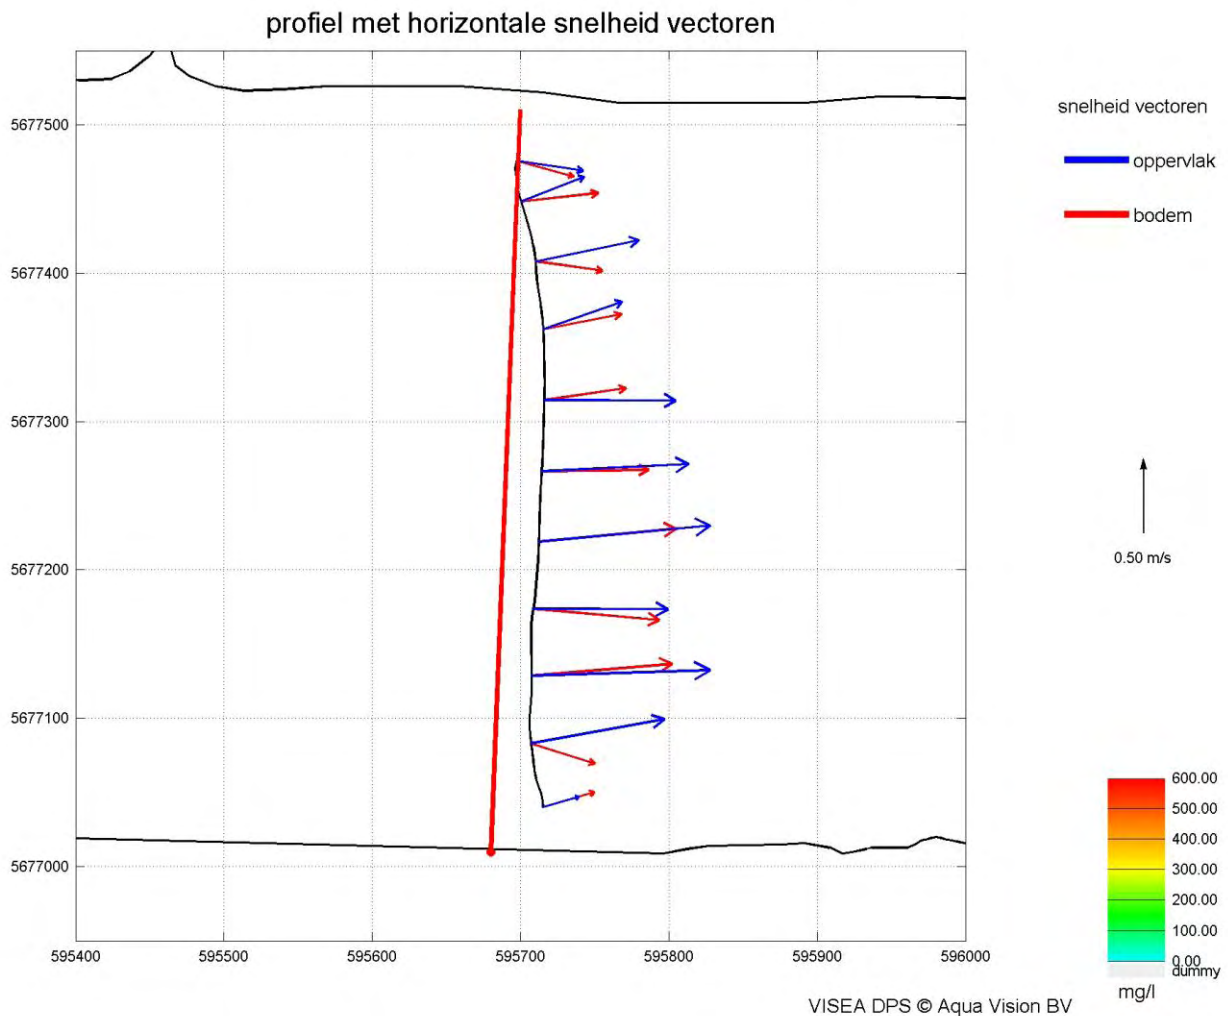 profiel met horizontale snelheid vectoren
snelheid vectoren
oppervlak
bodem
5677500
5677400
5677300
5677200
5677100
5677000
595400
595500
595600
595700
595800
595900
596000
0.50 m/s
600.00
500.00
400.00
300.00
200.00
100.00
0.00
dummy
mg/l
VISEA DPS © Aqua Vision BV